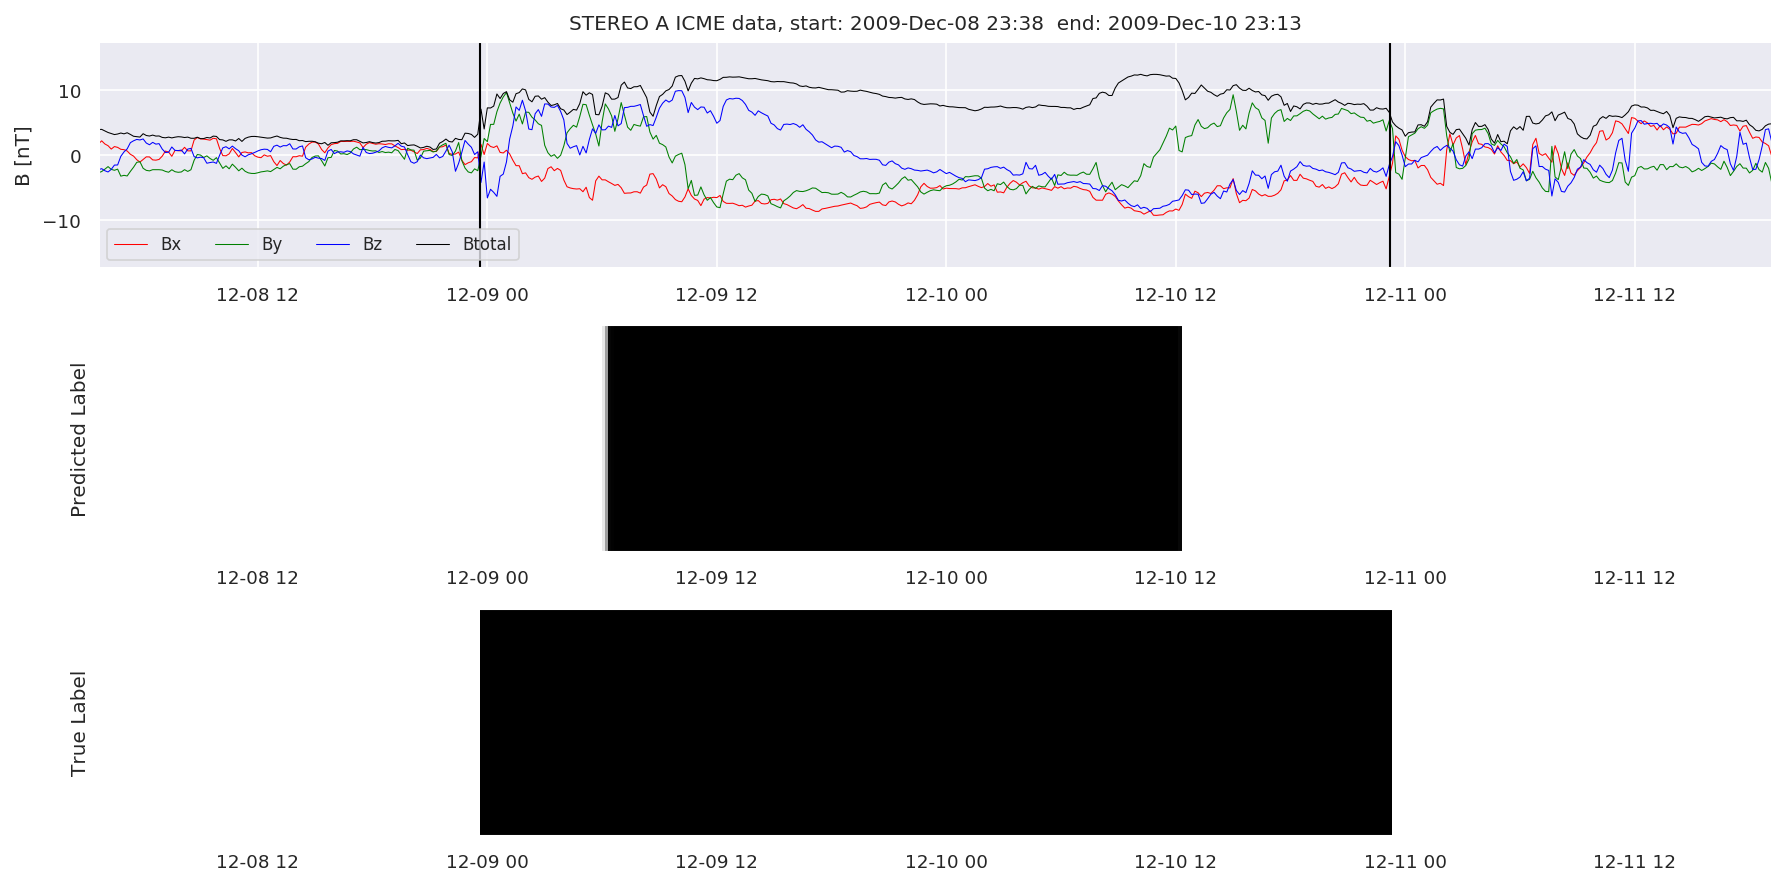 STEREO A ICME data, start: 2009-Dec-08 23:38  end: 2009-Dec-10 23:13
B [nT]
10
0
−10
Bx By Bz Btotal
12-08 12 12-09 00 12-09 12 12-10 00 12-10 12 12-11 00 12-11 12
Predicted Label
12-08 12 12-09 00 12-09 12 12-10 00 12-10 12 12-11 00 12-11 12
True Label
12-08 12 12-09 00 12-09 12 12-10 00 12-10 12 12-11 00 12-11 12